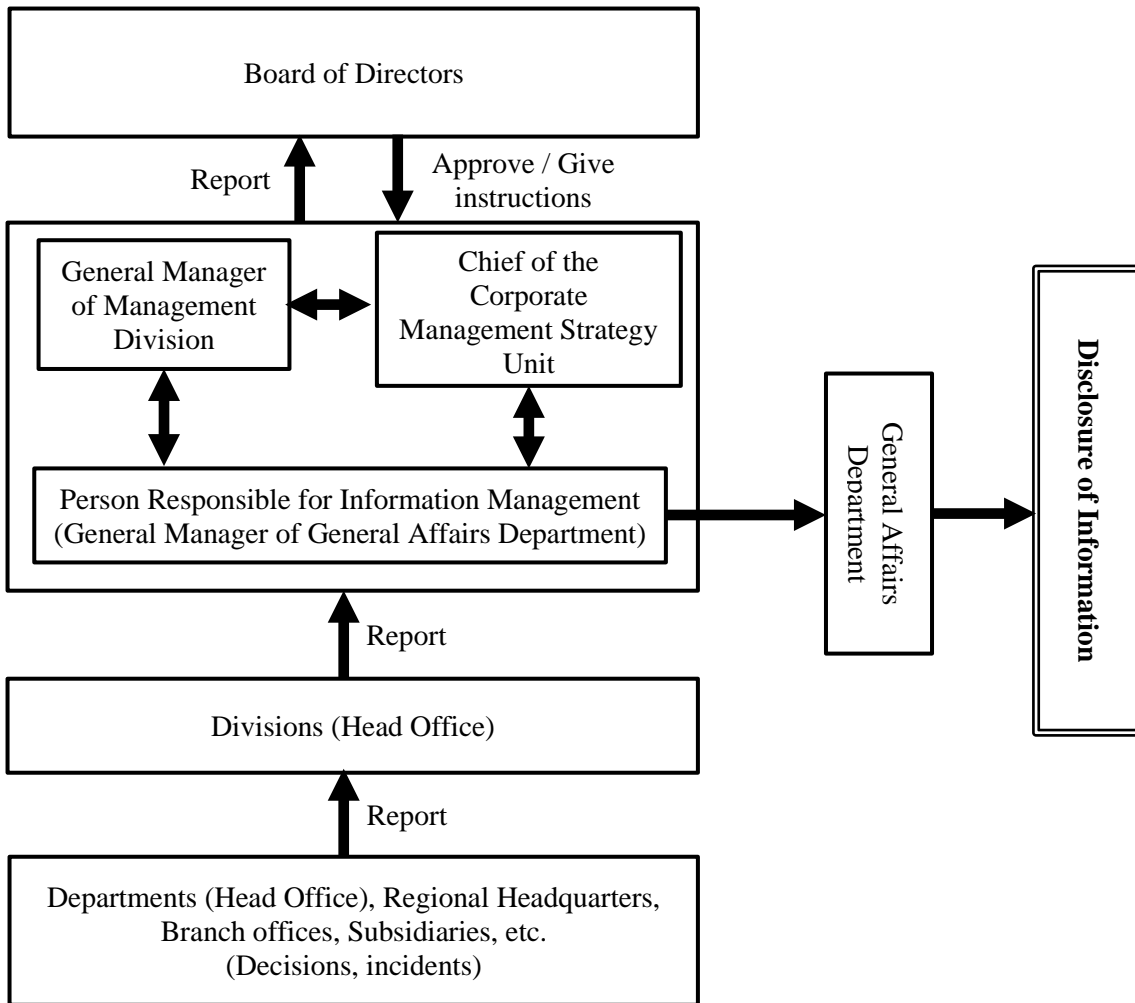 Board of Directors
Report
Approve / Give
instructions
General Manager
of Management
Division
Chief of the
Corporate
Management Strategy
Unit
Person Responsible for Information Management
(General Manager of General Affairs Department)
General Affairs
Department
Disclosure of Information
Report
Divisions (Head Office)
Report
Departments (Head Office), Regional Headquarters,
Branch offices, Subsidiaries, etc.
(Decisions, incidents)